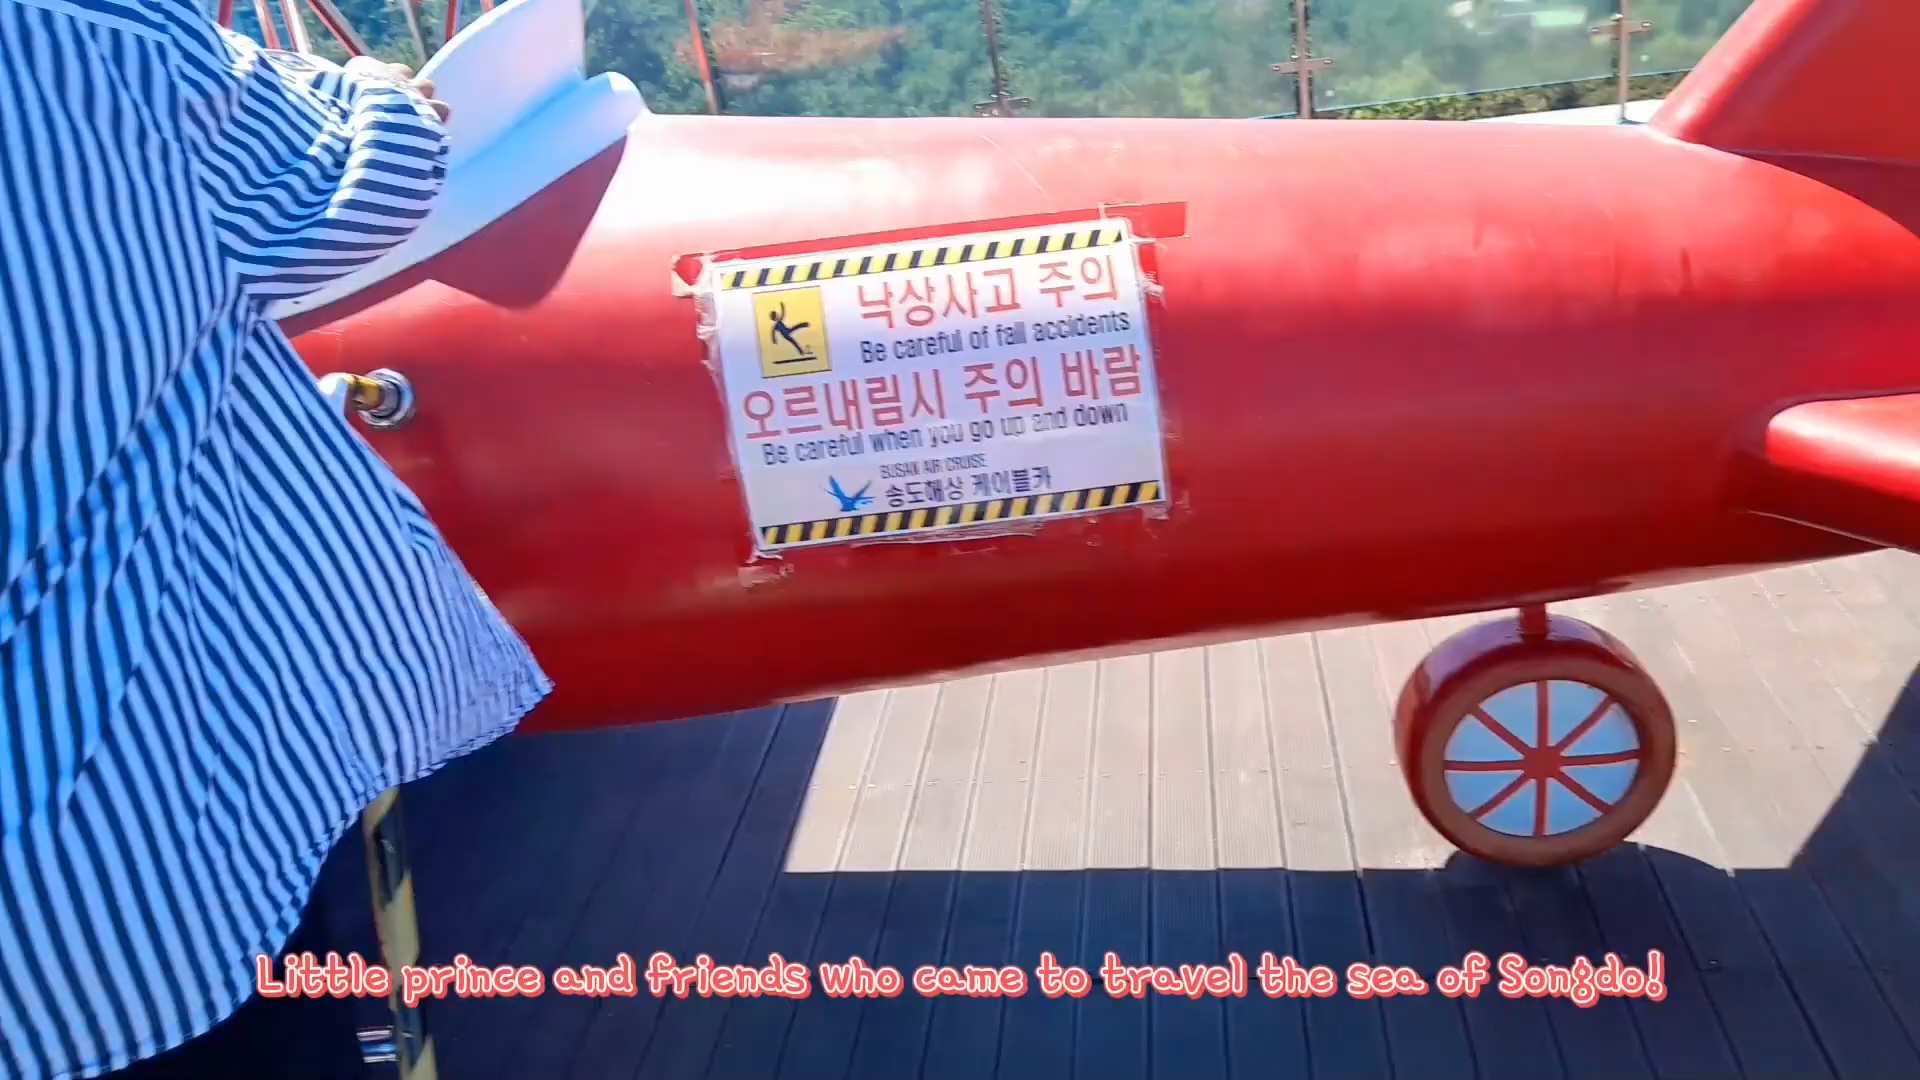 낙상사고 주의
Be careful of fall accidents
오르내림시 주의 바람
Be careful when you go up and down
BUSAN AIR CRUISE
송도해상 케이블카
Little prince and friends who came to travel the sea of Songdo!